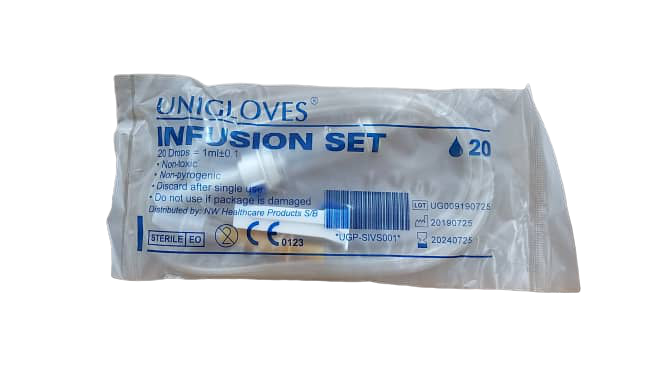 UNIGLOVES®
INFUSION SET
20
20 Drops = 1ml±0.1
• Non-toxic
• Non-pyrogenic
• Discard after single use
• Do not use if package is damaged
Distributed by: NW Healthcare Products S/B
STERILE EO
2
CE 0123
*UGP-SIVS001*
LOT UG009190725
20190725
20240725